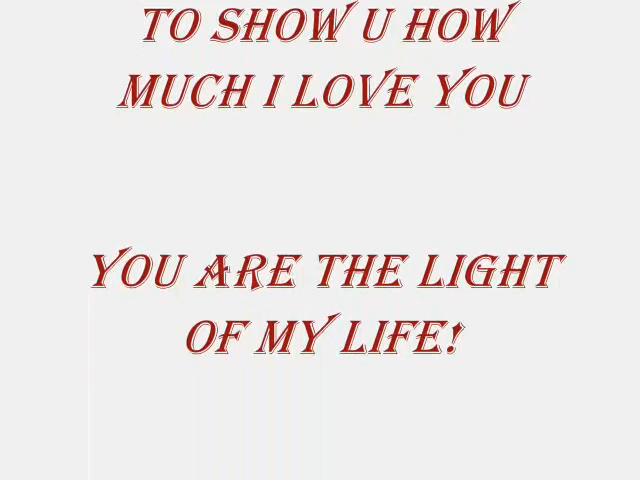 TO SHOW U HOW
MUCH I LOVE YOU
YOU ARE THE LIGHT
OF MY LIFE!